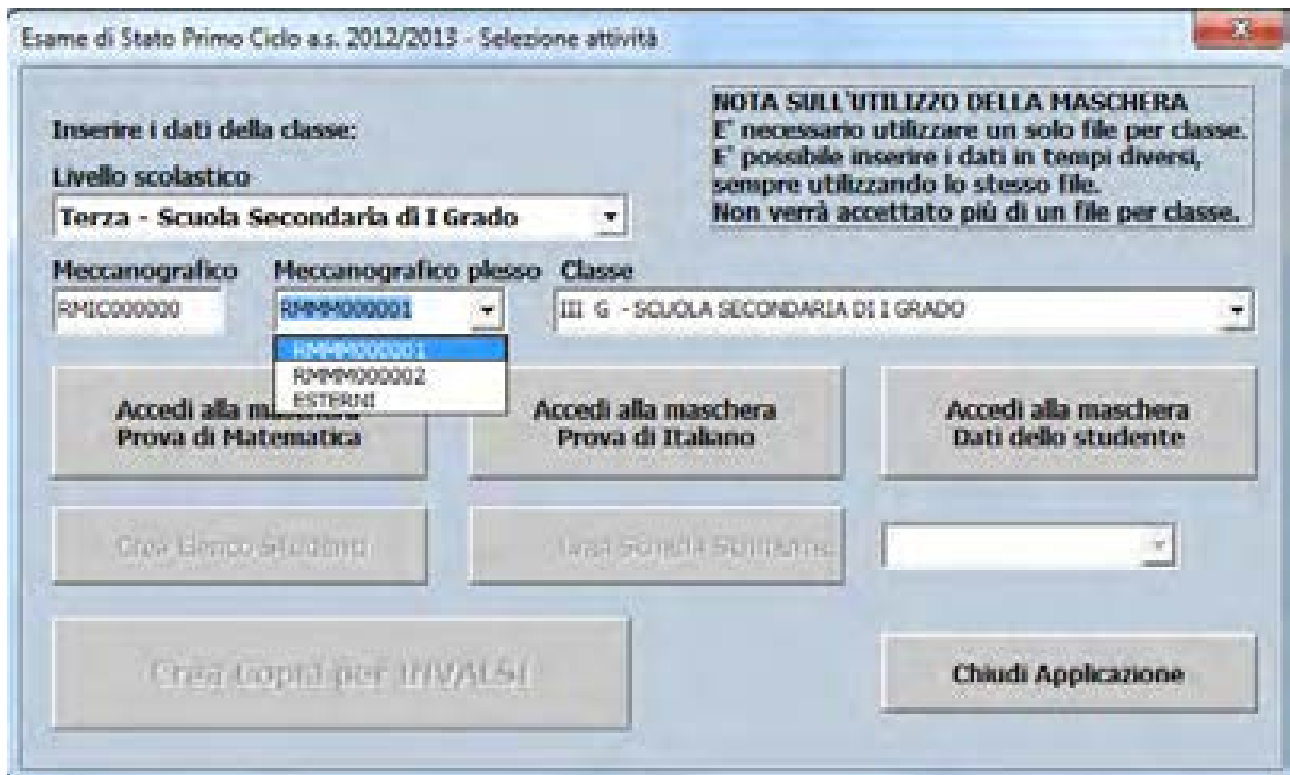 Esame di Stato Primo Ciclo a.s. 2012/2013 - Selezione attività
NOTA SULL'UTILIZZO DELLA MASCHERA
E' necessario utilizzare un solo file per classe.
E' possibile inserire i dati in tempi diversi,
sempre utilizzando lo stesso file.
Non verrà accettato più di un file per classe.
Inserire i dati della classe:
Livello scolastico
Terza - Scuola Secondaria di I Grado
Meccanografico
Meccanografico plesso
Classe
RMIC000000
RMMM000001
III G - SCUOLA SECONDARIA DI I GRADO
RMMM000001
RMMM000002
ESTERNI
Accedi alla
Prova di Matematica
Accedi alla maschera
Prova di Italiano
Accedi alla maschera
Dati dello studente
Crea Elenco Studenti
Crea Copia per INVALSI
Chiudi Applicazione